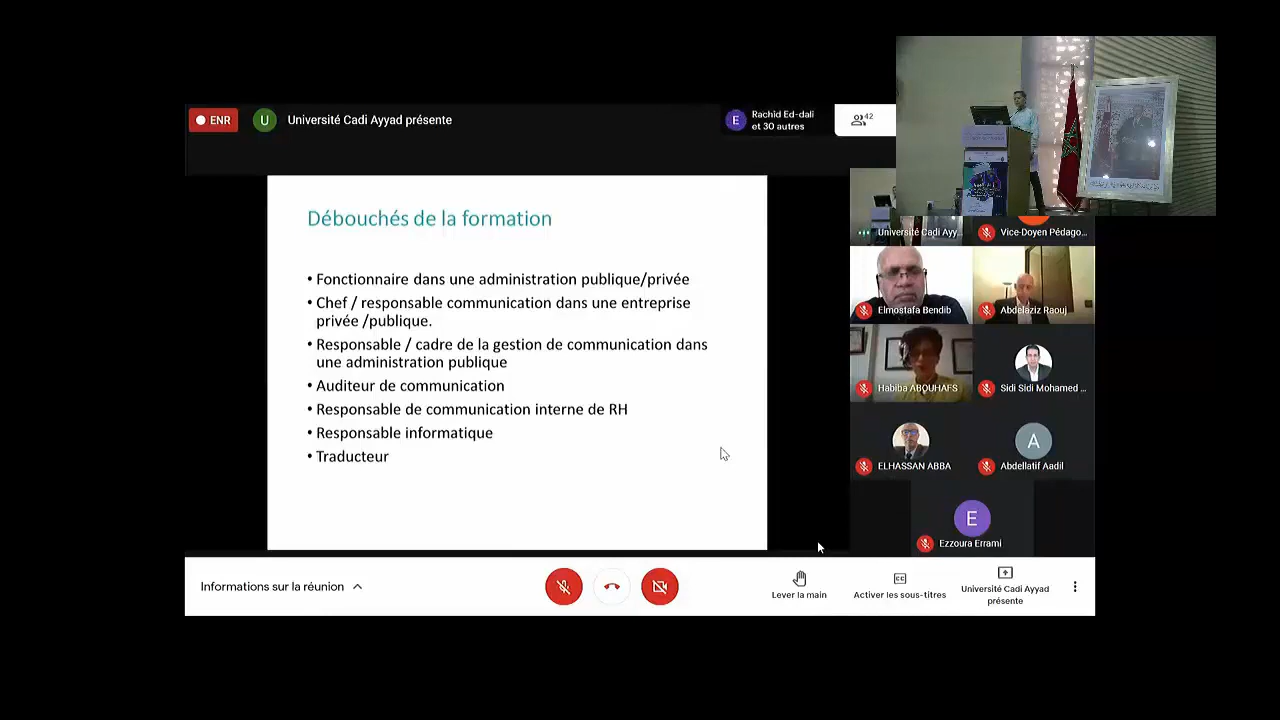 ENR
U
Université Cadi Ayyad présente
E
Rachid Ed-dali
et 30 autres
42
Débouchés de la formation
• Fonctionnaire dans une administration publique/privée
• Chef / responsable communication dans une entreprise
privée /publique.
• Responsable / cadre de la gestion de communication dans
une administration publique
• Auditeur de communication
• Responsable de communication interne de RH
• Responsable informatique
• Traducteur
Université Cadi Ayy...
Vice-Doyen Pédago...
Elmostafa Bendib
Abdelaziz Raouj
Habiba ABOUHAFS
Sidi Sidi Mohamed ...
ELHASSAN ABBA
A
Abdellatif Aadil
E
Ezzoura Errami
Informations sur la réunion
Lever la main
CC
Activer les sous-titres
Université Cadi Ayyad
présente